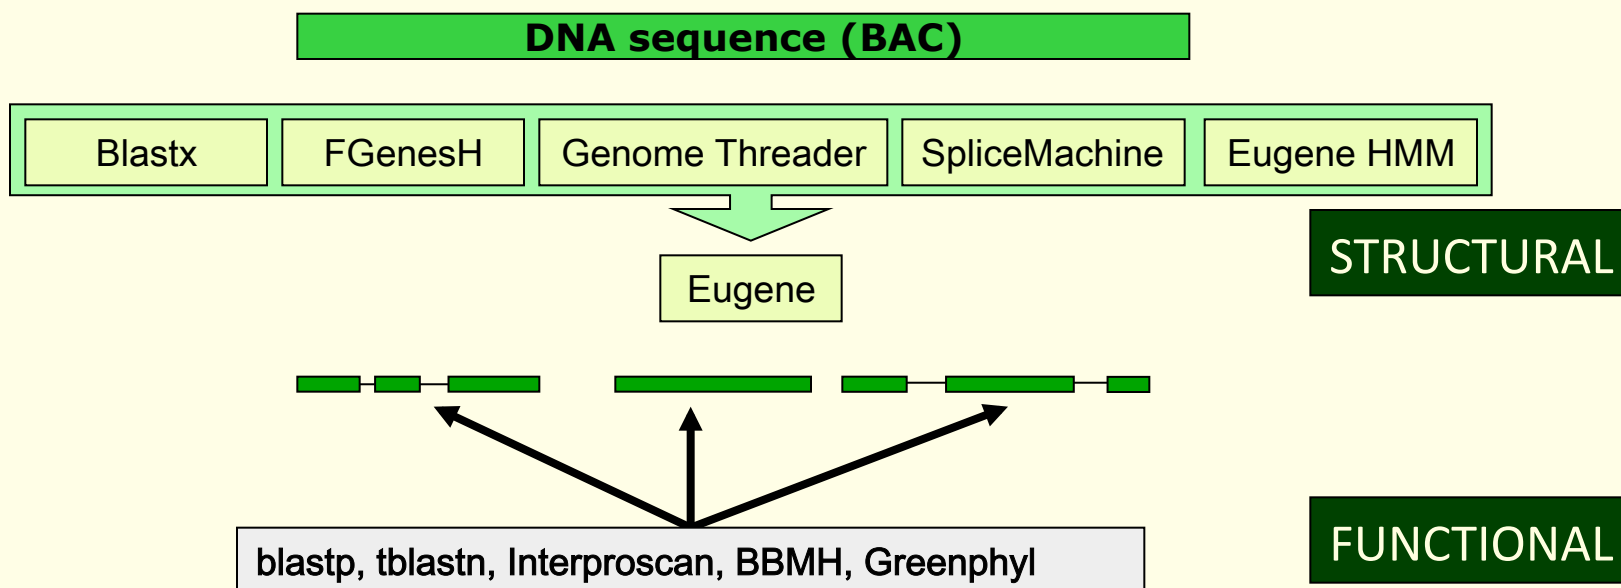 DNA sequence (BAC)
Blastx FGenesH Genome Threader SpliceMachine Eugene HMM
STRUCTURAL
Eugene
blastp, tblastn, Interproscan, BBMH, Greenphyl
FUNCTIONAL